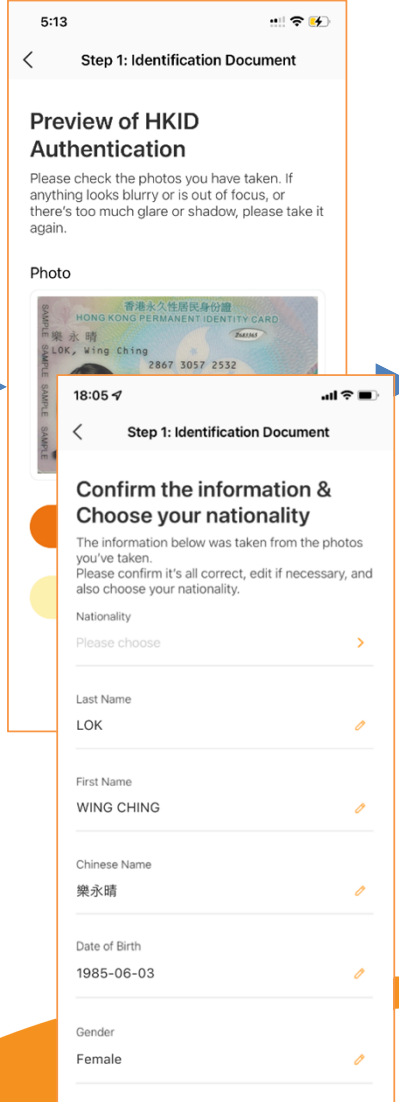 5:13
Step 1: Identification Document
Preview of HKID
Authentication
Please check the photos you have taken. If
anything looks blurry or is out of focus, or
there's too much glare or shadow, please take it
again.
Photo
香港永久性居民身份證
HONG KONG PERMANENT IDENTITY CARD
樂永晴
LOK, Wing Ching
2867 3057 2532
SAMPLE SAMPLE SAMPLE SAMPLE
18:05
Step 1: Identification Document
Confirm the information &
Choose your nationality
The information below was taken from the photos
you've taken.
Please confirm it's all correct, edit if necessary, and
also choose your nationality.
Nationality
Please choose
Last Name
LOK
First Name
WING CHING
Chinese Name
樂永晴
Date of Birth
1985-06-03
Gender
Female